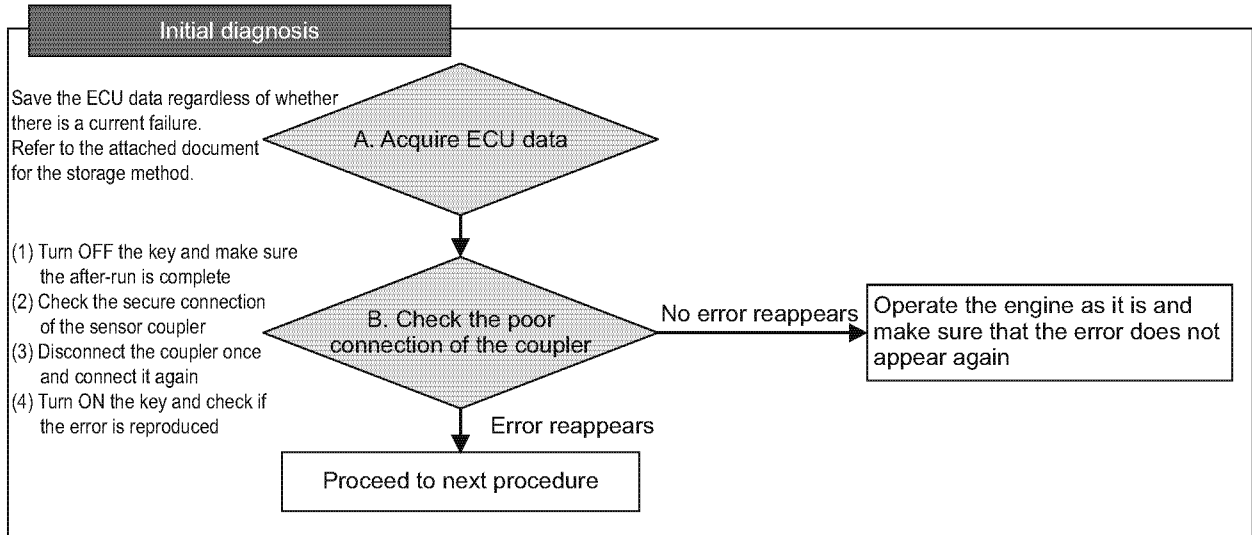 Initial diagnosis
Save the ECU data regardless of whether
there is a current failure.
Refer to the attached document
for the storage method.
A. Acquire ECU data
(1) Turn OFF the key and make sure
the after-run is complete
(2) Check the secure connection
of the sensor coupler
(3) Disconnect the coupler once
and connect it again
(4) Turn ON the key and check if
the error is reproduced
B. Check the poor
connection of the coupler
No error reappears
Operate the engine as it is and
make sure that the error does not
appear again
Error reappears
Proceed to next procedure